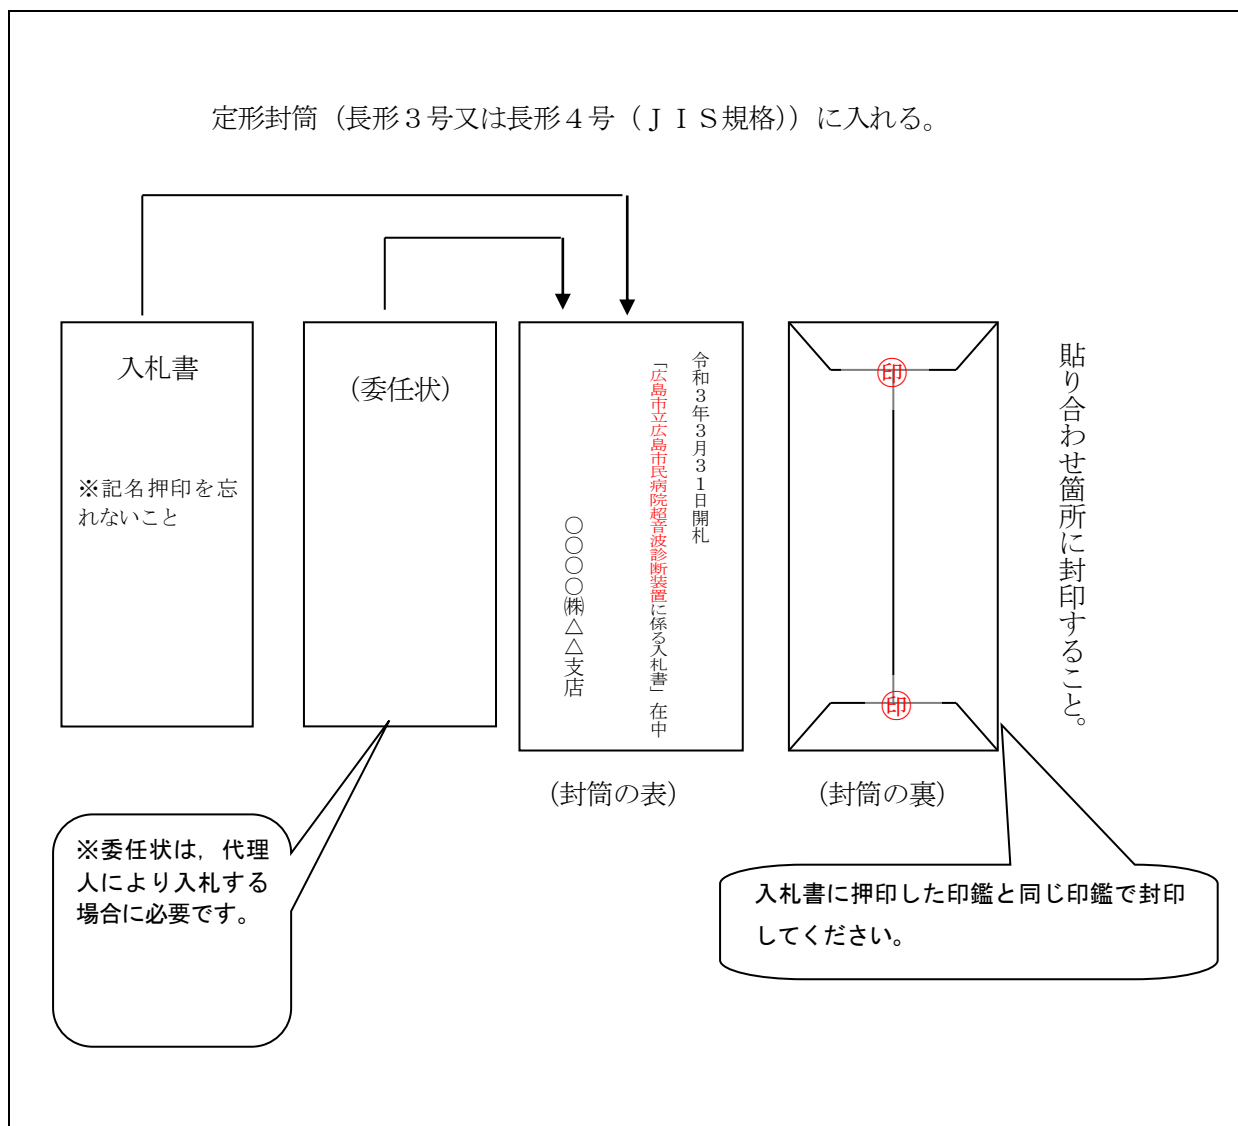 定形封筒（長形３号又は長形４号（ＪＩＳ規格））に入れる。
入札書
※記名押印を忘
れないこと
（委任状）
令和３年３月３１日開札
「広島市立広島市民病院超音波診断装置に係る入札書」在中
〇〇〇〇〇㈱△△支店
（封筒の表）
印
印
（封筒の裏）
貼り合わせ箇所に封印すること。
※委任状は，代理
人により入札する
場合に必要です。
入札書に押印した印鑑と同じ印鑑で封印
してください。